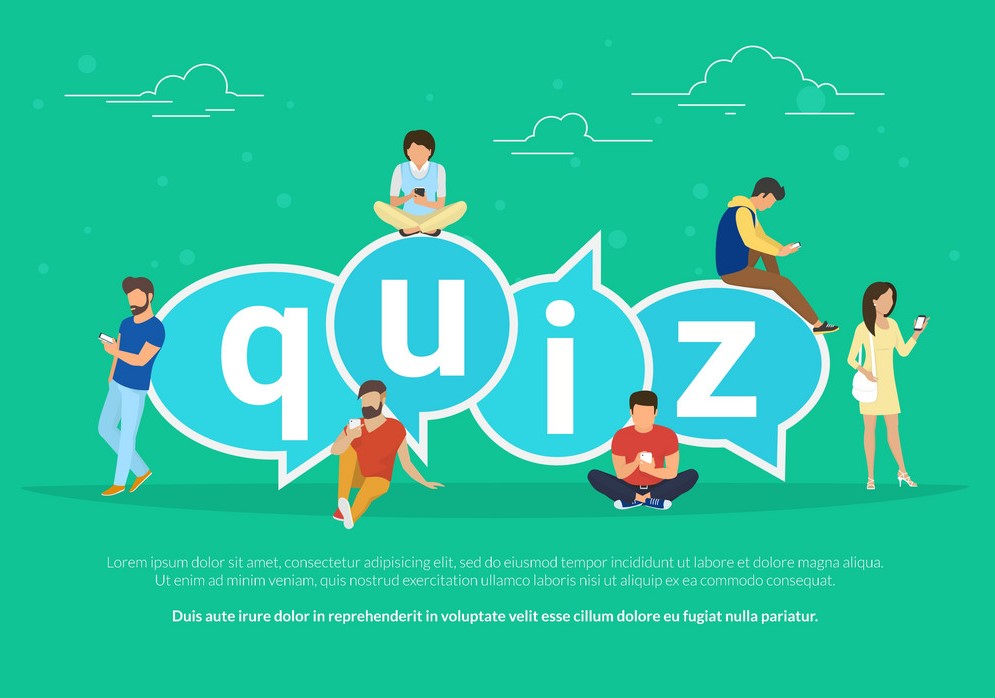 quiz
Lorem ipsum dolor sit amet, consectetur adipisicing elit, sed do eiusmod tempor incididunt ut labore et dolore magna aliqua.
Ut enim ad minim veniam, quis nostrud exercitation ullamco laboris nisi ut aliquip ex ea commodo consequat.
Duis aute irure dolor in reprehenderit in voluptate velit esse cillum dolore eu fugiat nulla pariatur.